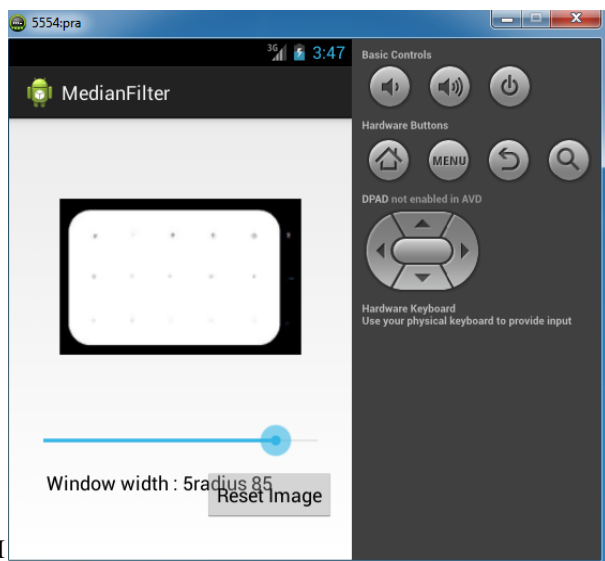 5554:pra
3G 3:47
MedianFilter
Window width : 5radius 85
Reset Image
Basic Controls
Hardware Buttons
MENU
DPAD not enabled in AVD
Hardware Keyboard
Use your physical keyboard to provide input